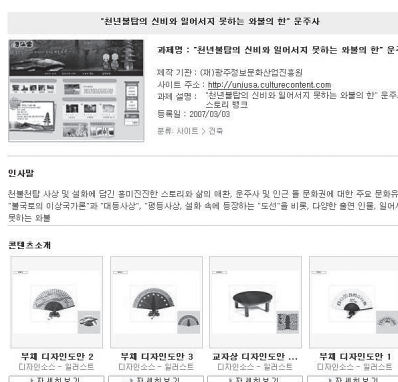 "천년불탑의 신비와 일어서지 못하는 와불의 한" 운주사
과제명 : "천년불탑의 신비와 일어서지 못하는 와불의 한" 운주
제작 기관 : (재)광주정보문화산업진흥원
사이트 주소 : http://unjusa.culturecontent.com
과제 설명 : "천년불탑의 신비와 일어서지 못하는 와불의 한" 운주
스토리 뱅크
등록일 : 2007/03/03
분류: 사이트 > 건축
인사말
천불천탑 사상 및 설화에 담긴 흥미진진한 스토리와 삶의 애환, 운주사 및 인근 돌 문화권에 대한 주요 문화유
"불국토의 이상국가론"과 "대동사상", "평등사상, 설화 속에 등장하는 "도선"을 비롯, 다양한 출연 인물, 일어서
못하는 와불
콘텐츠소개
부채 디자인도안 2
부채 디자인도안 3
교자상 디자인도안 ...
부채 디자인도안 1
디자인소스 - 일러스트
디자인소스 - 일러스트
디자인소스 - 일러스트
디자인소스 - 일러스트
▸ 자세히보기
▸ 자세히보기
▸ 자세히보기
▸ 자세히보기